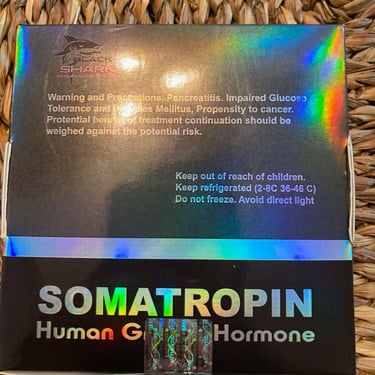 BLACK
SHARK
Warning and Precautions, Pancreatitis. Impaired Glucose
Tolerance and Mellitus, Propensity to cancer.
Potential of treatment continuation should be
weighed against the potential risk.
Keep out of reach of children.
Keep refrigerated (2-8C 36-46 C)
Do not freeze. Avoid direct light
SOMATROPIN
Human Hormone